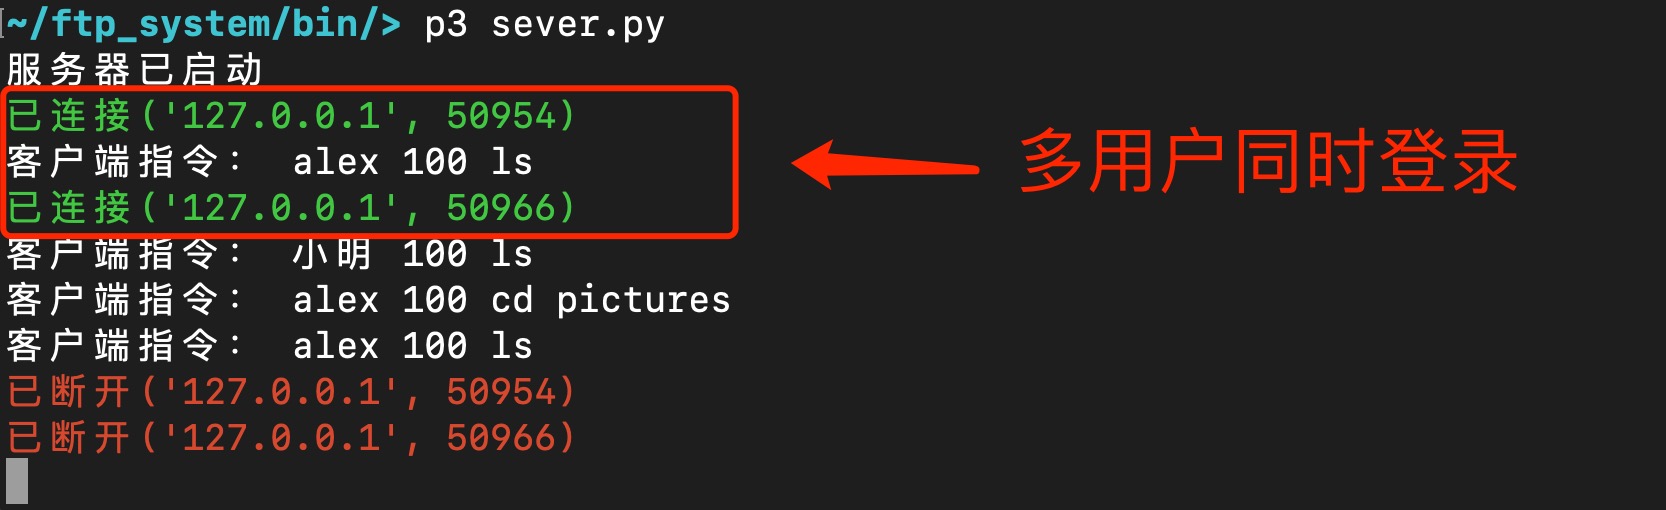 ~/ftp_system/bin/> p3 sever.py
服务器已启动
已连接('127.0.0.1', 50954)
客户端指令： alex 100 ls
已连接('127.0.0.1', 50966)
客户端指令： 小明 100 ls
客户端指令： alex 100 cd pictures
客户端指令： alex 100 ls
已断开('127.0.0.1', 50954)
已断开('127.0.0.1', 50966)
多用户同时登录